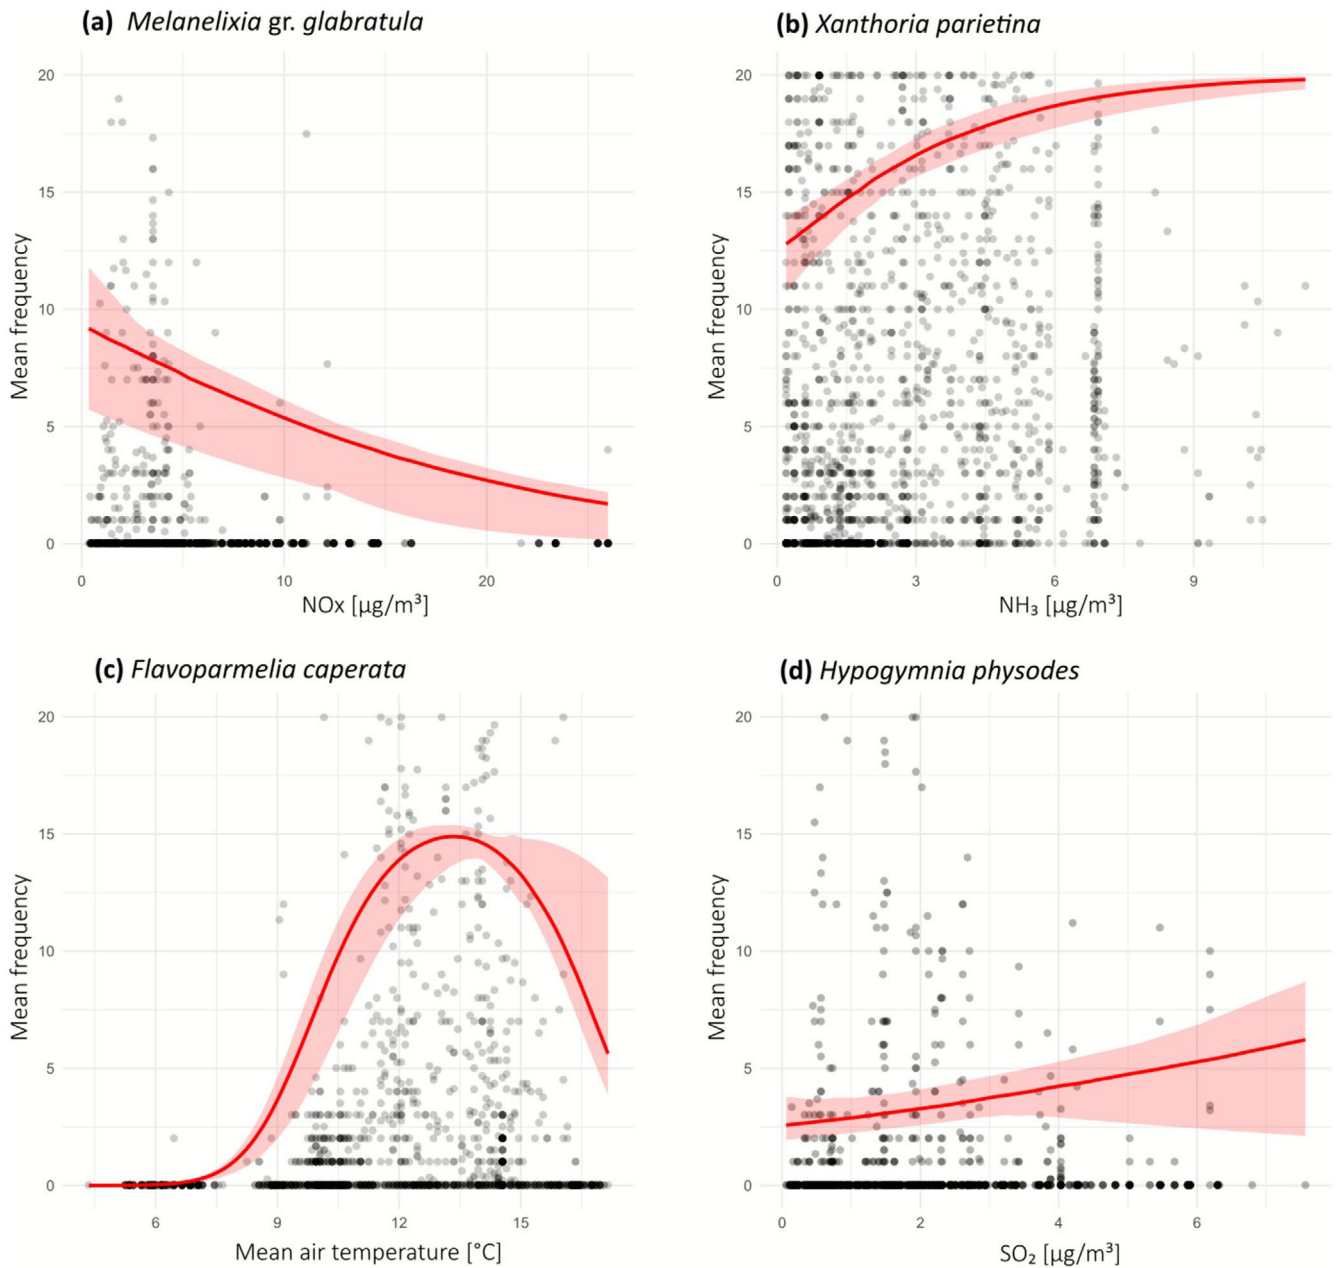 (a) Melanelixia gr. glabratula
Mean frequency
20
15
10
5
0
0 10 20
NOx [µg/m³]
(b) Xanthoria parietina
Mean frequency
20
15
10
5
0
0 3 6 9
NH₃ [µg/m³]
(c) Flavoparmelia caperata
Mean frequency
20
15
10
5
0
6 9 12 15
Mean air temperature [°C]
(d) Hypogymnia physodes
Mean frequency
20
15
10
5
0
0 2 4 6
SO₂ [µg/m³]